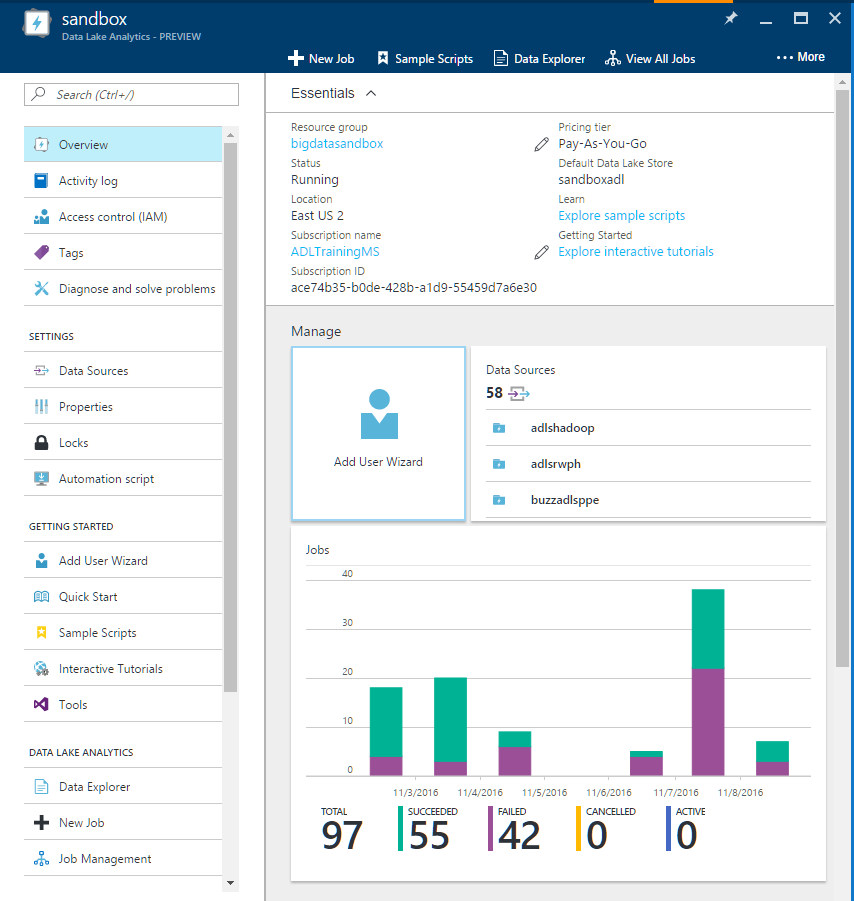 sandbox
Data Lake Analytics - PREVIEW
New Job
Sample Scripts
Data Explorer
View All Jobs
More
Search (Ctrl+/)
Overview
Activity log
Access control (IAM)
Tags
Diagnose and solve problems
SETTINGS
Data Sources
Properties
Locks
Automation script
GETTING STARTED
Add User Wizard
Quick Start
Sample Scripts
Interactive Tutorials
Tools
DATA LAKE ANALYTICS
Data Explorer
New Job
Job Management
Essentials
Resource group
bigdatasandbox
Status
Running
Location
East US 2
Subscription name
ADLTrainingMS
Subscription ID
ace74b35-b0de-428b-a1d9-55459d7a6e30
Pricing tier
Pay-As-You-Go
Default Data Lake Store
sandboxadl
Learn
Explore sample scripts
Getting Started
Explore interactive tutorials
Manage
Add User Wizard
Data Sources
58
adlshadoop
adlsrwph
buzzadlsppe
Jobs
40
30
20
10
0
11/3/2016 11/4/2016 11/5/2016 11/6/2016 11/7/2016 11/8/2016
TOTAL
97
SUCCEEDED
55
FAILED
42
CANCELLED
0
ACTIVE
0